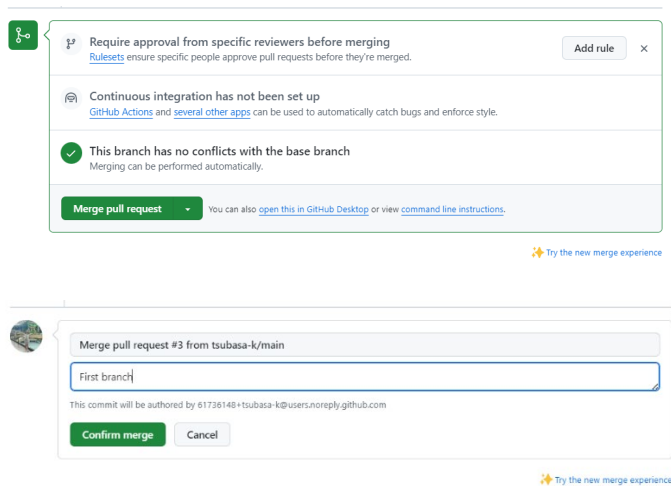 Require approval from specific reviewers before merging
Rulesets ensure specific people approve pull requests before they're merged.
Add rule
Continuous integration has not been set up
GitHub Actions and several other apps can be used to automatically catch bugs and enforce style.
This branch has no conflicts with the base branch
Merging can be performed automatically.
Merge pull request
You can also open this in GitHub Desktop or view command line instructions.
Try the new merge experience
Merge pull request #3 from tsubasa-k/main
First branch
This commit will be authored by 61736148+tsubasa-k@users.noreply.github.com
Confirm merge
Cancel
Try the new merge experience